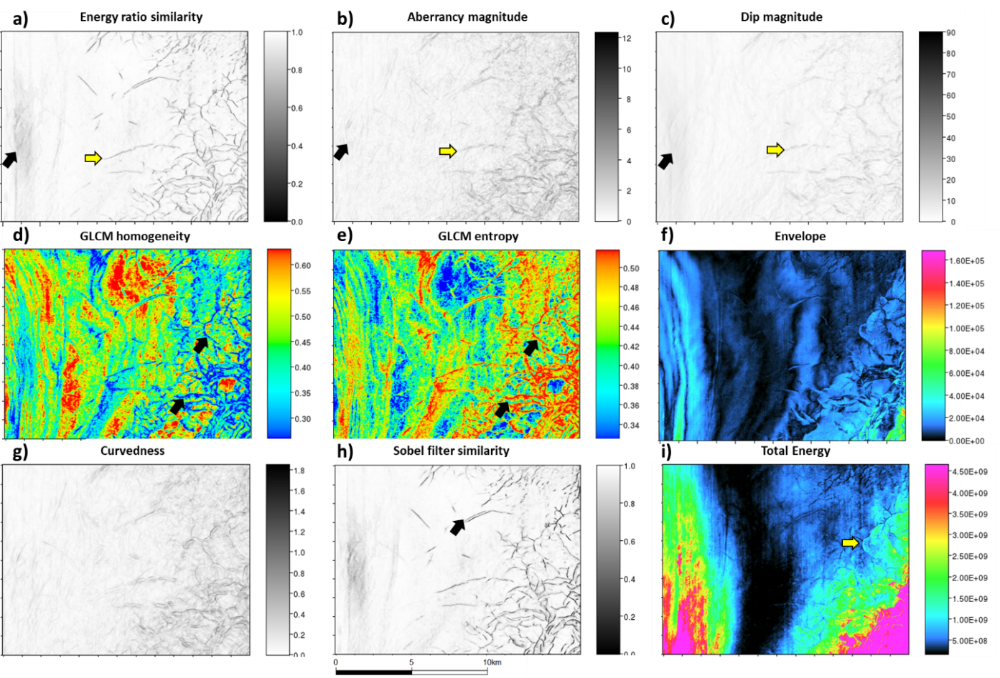 a) Energy ratio similarity
1.0
0.8
0.6
0.4
0.2
0.0
b) Aberrancy magnitude
12
10
8
6
4
2
0
c) Dip magnitude
90
80
70
60
50
40
30
20
10
0
d) GLCM homogeneity
0.60
0.55
0.50
0.45
0.40
0.35
0.30
e) GLCM entropy
0.50
0.48
0.46
0.44
0.42
0.40
0.38
0.36
0.34
f) Envelope
1.60E+05
1.40E+05
1.20E+05
1.00E+05
8.00E+04
6.00E+04
4.00E+04
2.00E+04
0.00E+00
g) Curvedness
1.8
1.6
1.4
1.2
1.0
0.8
0.6
0.4
0.2
0.0
h) Sobel filter similarity
1.0
0.8
0.6
0.4
0.2
0.0
0 5 10km
i) Total Energy
4.50E+09
4.00E+09
3.50E+09
3.00E+09
2.50E+09
2.00E+09
1.50E+09
1.00E+09
5.00E+08